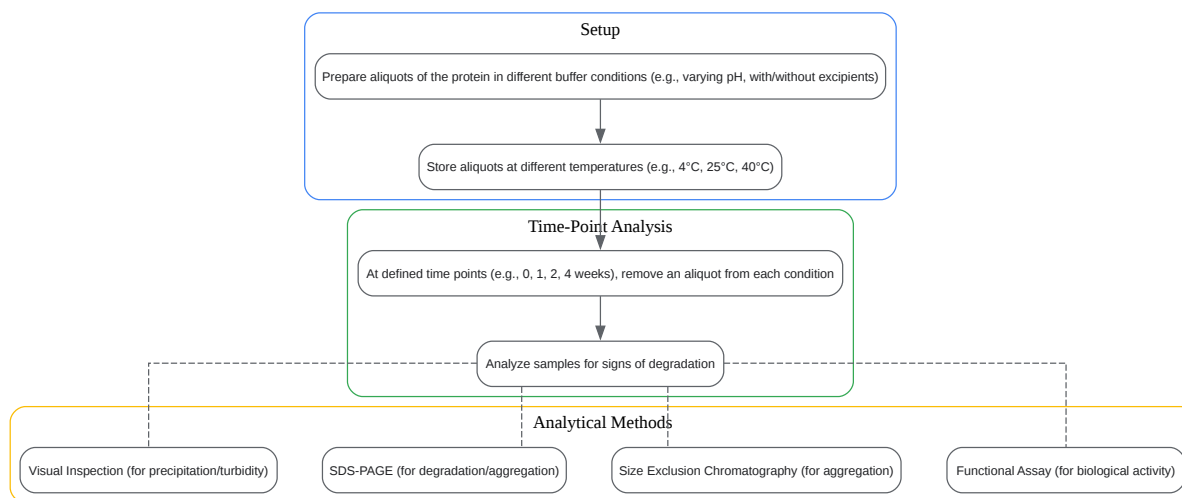 Setup
Prepare aliquots of the protein in different buffer conditions (e.g., varying pH, with/without excipients)
Store aliquots at different temperatures (e.g., 4°C, 25°C, 40°C)
Time-Point Analysis
At defined time points (e.g., 0, 1, 2, 4 weeks), remove an aliquot from each condition
Analyze samples for signs of degradation
Analytical Methods
Visual Inspection (for precipitation/turbidity)
SDS-PAGE (for degradation/aggregation)
Size Exclusion Chromatography (for aggregation)
Functional Assay (for biological activity)